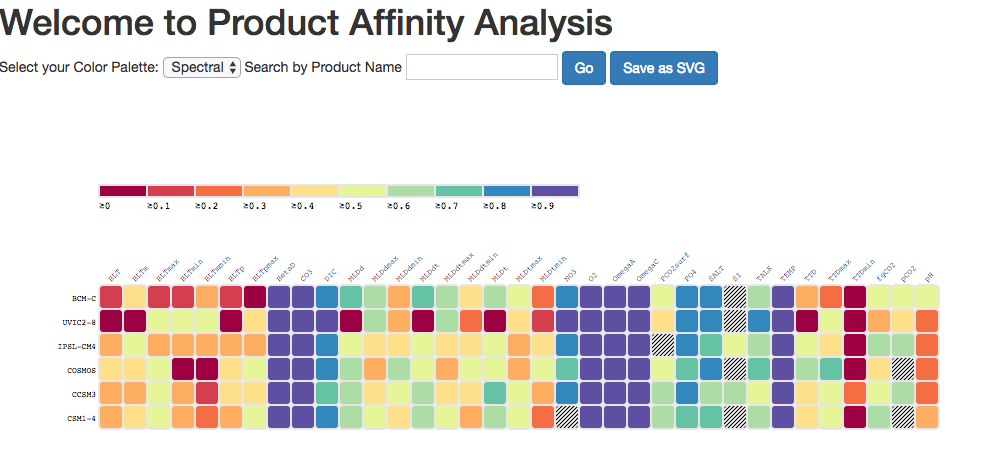 Welcome to Product Affinity Analysis
Select your Color Palette: Spectral Search by Product Name Go Save as SVG
≥0 ≥0.1 ≥0.2 ≥0.3 ≥0.4 ≥0.5 ≥0.6 ≥0.7 ≥0.8 ≥0.9
BLT BLTm BLTmax BLTmin BLTmmin BLTp BLTpmax BetaD CO3 DIC MLDd MLDdmax MLDdmin MLDdt MLDdtmax MLDdtmin MLDt MLDtmax MLDtmin NO3 O2 OmegaA OmegaC PCO2surf PO4 SALT SI TALK TEMP TTD TTDmax TTDmin fgCO2 pCO2 pH
BCM-C
UVIC2-8
IPSL-CM4
COSMOS
CCSM3
CSM1-4